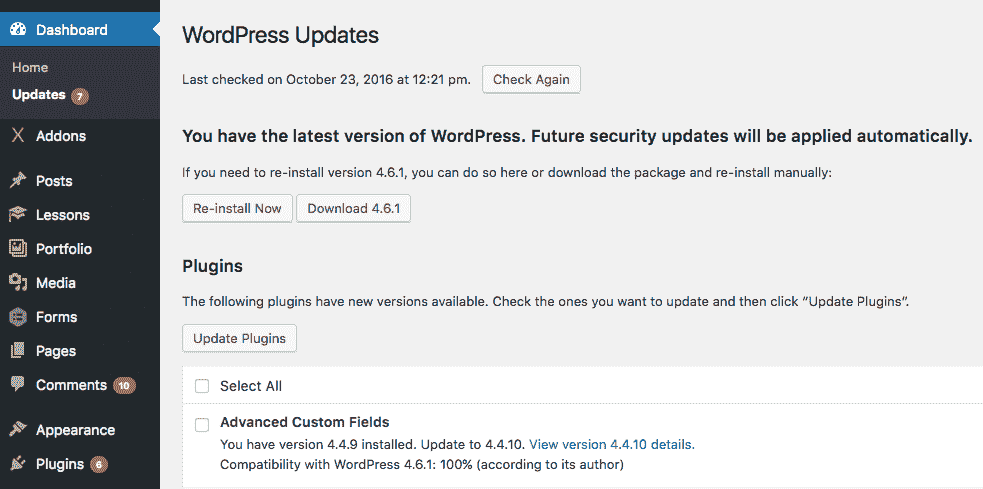 Dashboard
Home
Updates 7
Addons
Posts
Lessons
Portfolio
Media
Forms
Pages
Comments 10
Appearance
Plugins 6
WordPress Updates
Last checked on October 23, 2016 at 12:21 pm. Check Again
You have the latest version of WordPress. Future security updates will be applied automatically.
If you need to re-install version 4.6.1, you can do so here or download the package and re-install manually:
Re-install Now Download 4.6.1
Plugins
The following plugins have new versions available. Check the ones you want to update and then click “Update Plugins”.
Update Plugins
Select All
Advanced Custom Fields
You have version 4.4.9 installed. Update to 4.4.10. View version 4.4.10 details.
Compatibility with WordPress 4.6.1: 100% (according to its author)